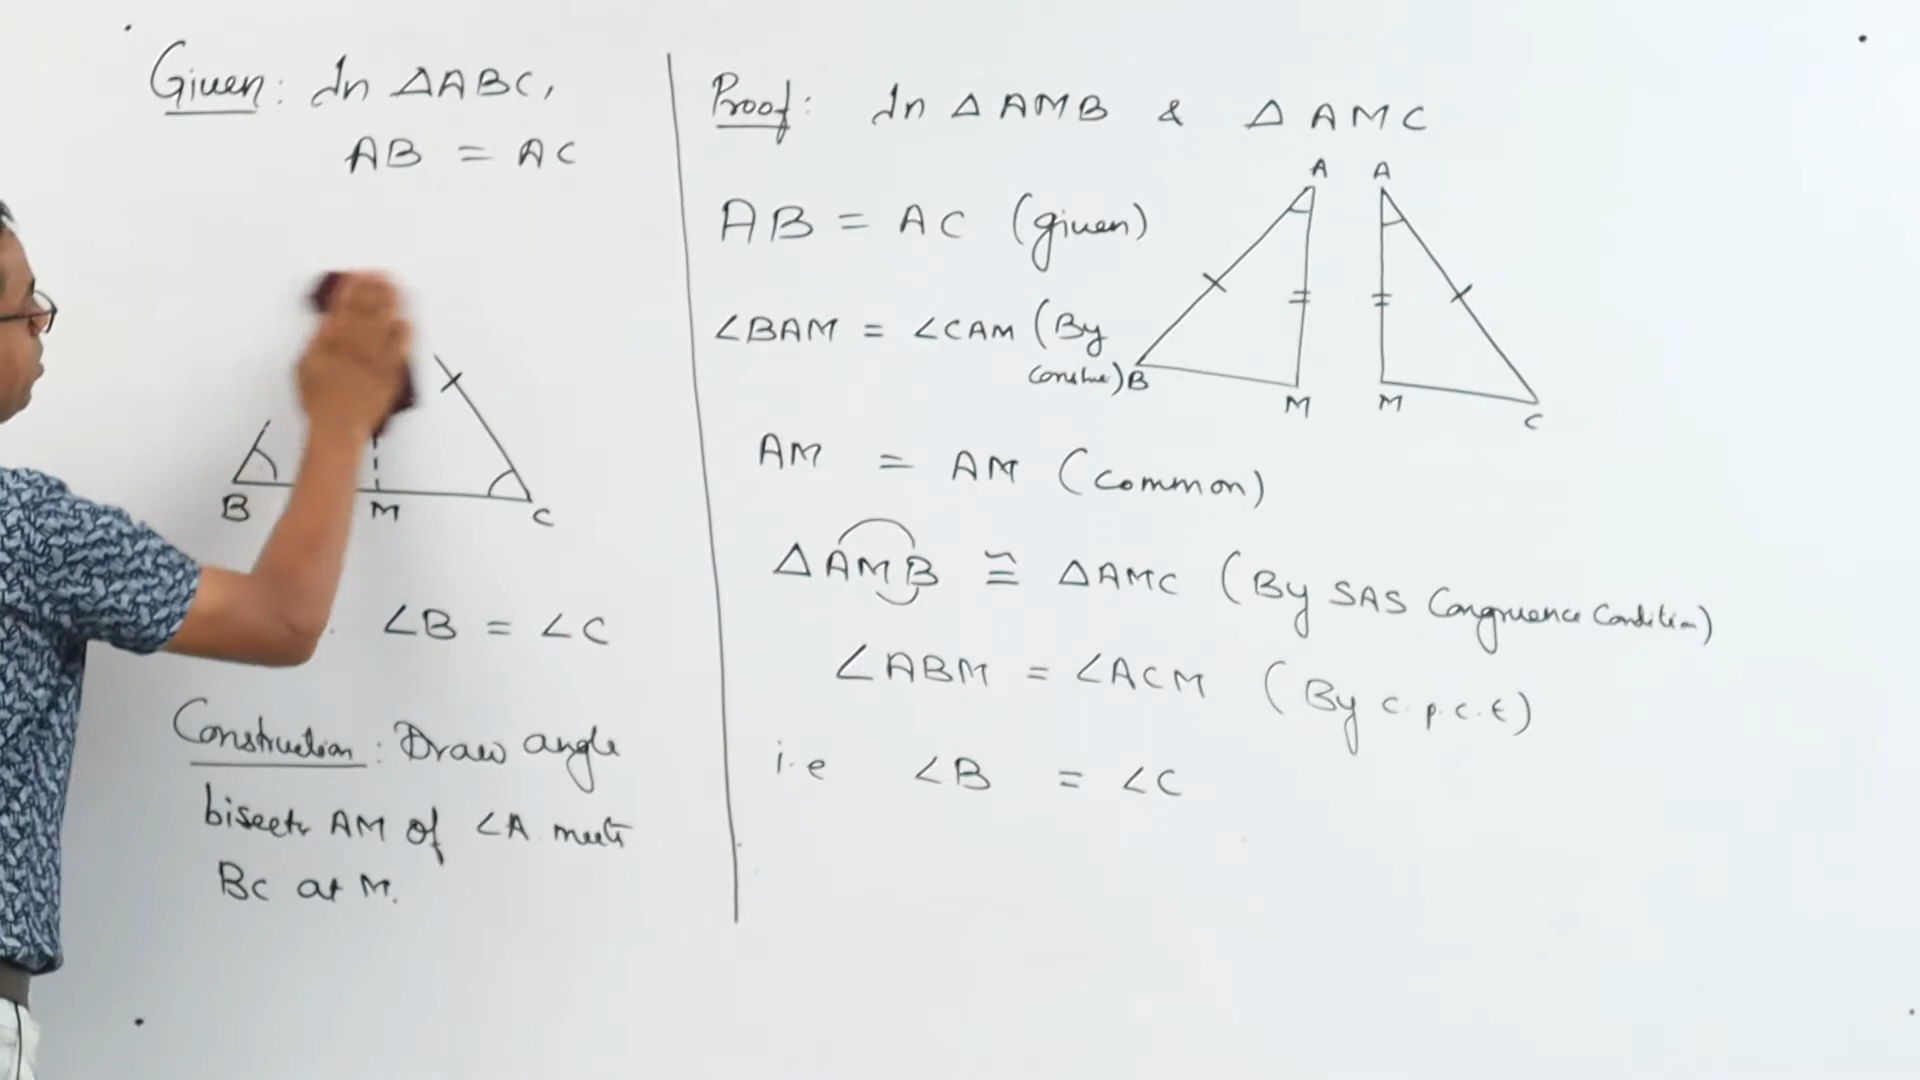 Given: In △ABC,
AB = AC
B M C
∠B = ∠C
Construction: Draw angle
bisector AM of ∠A meets
BC at M.
Proof: In △AMB & △AMC
A A
AB = AC (given)
∠BAM = ∠CAM (By
constru) B
M M C
AM = AM (common)
△AMB ≅ △AMC (By SAS Congruence Condition)
∠ABM = ∠ACM (By c.p.c.t)
i.e ∠B = ∠C